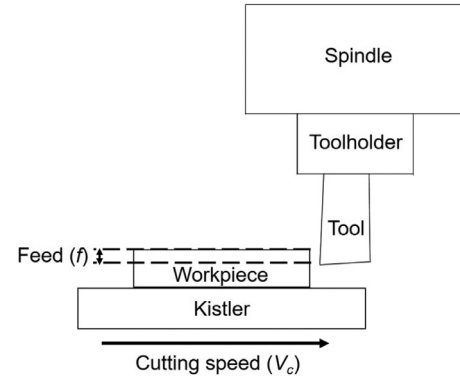 Spindle
Toolholder
Tool
Feed (f)
Workpiece
Kistler
Cutting speed (Vc)